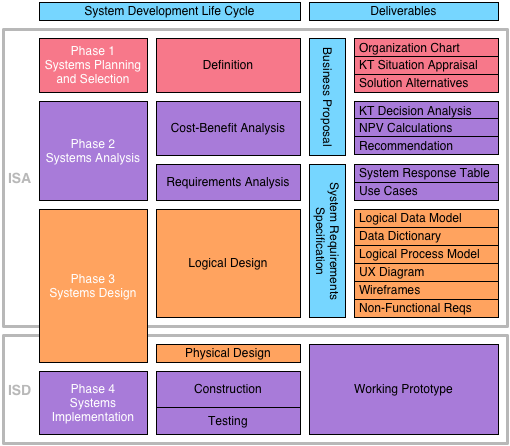 System Development Life Cycle
Deliverables
ISA
Phase 1
Systems Planning
and Selection
Definition
Business Proposal
Organization Chart
KT Situation Appraisal
Solution Alternatives
Phase 2
Systems Analysis
Cost-Benefit Analysis
KT Decision Analysis
NPV Calculations
Recommendation
Requirements Analysis
System Requirements
Specification
System Response Table
Use Cases
Phase 3
Systems Design
Logical Design
Logical Data Model
Data Dictionary
Logical Process Model
UX Diagram
Wireframes
Non-Functional Reqs
Physical Design
ISD
Phase 4
Systems
Implementation
Construction
Testing
Working Prototype